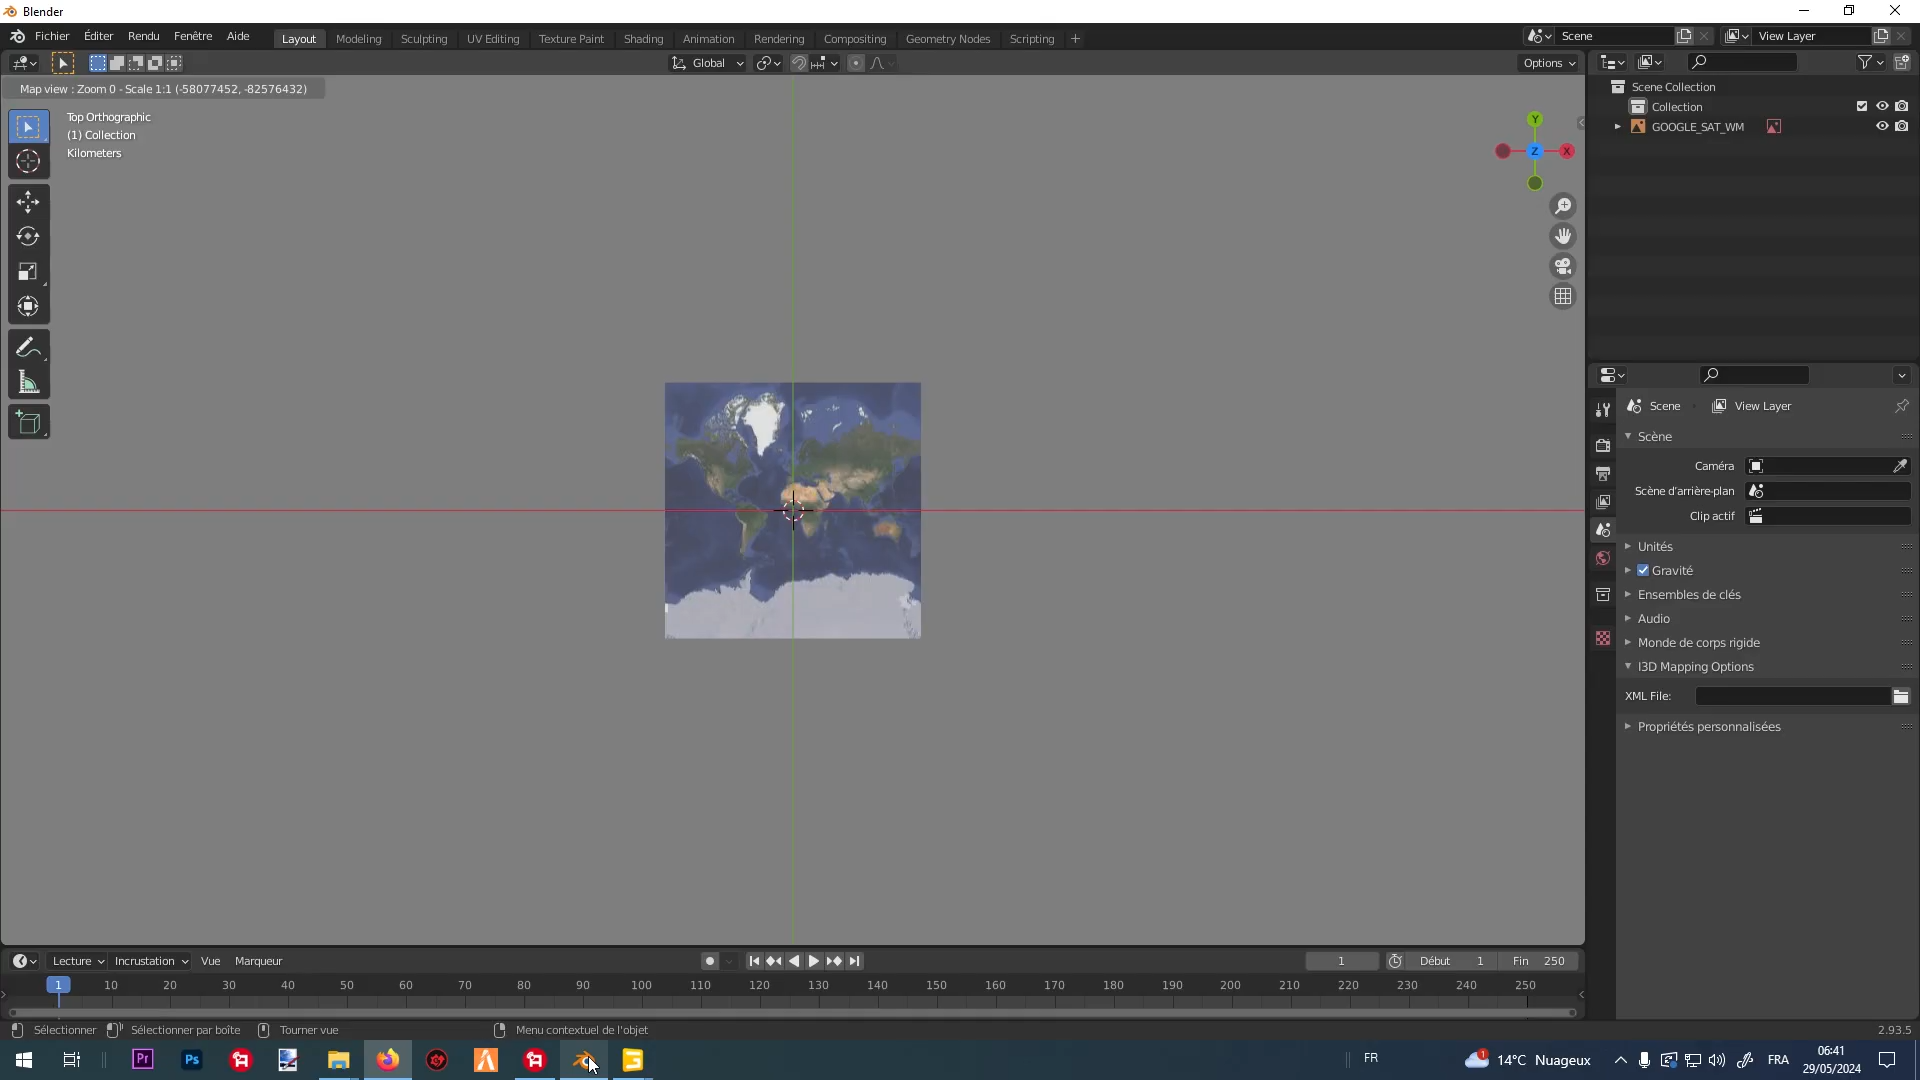 Blender
Fichier Éditer Rendu Fenêtre Aide Layout Modeling Sculpting UV Editing Texture Paint Shading Animation Rendering Compositing Geometry Nodes Scripting + Scene View Layer
Global Options
Map view : Zoom 0 - Scale 1:1 (-58077452, -82576432)
Top Orthographic
(1) Collection
Kilometers
Y
Z
X
Scene Collection
Collection
GOOGLE_SAT_WM
Scene View Layer
Scène
Caméra
Scène d'arrière-plan
Clip actif
Unités
Gravité
Ensembles de clés
Audio
Monde de corps rigide
I3D Mapping Options
XML File:
Propriétés personnalisées
Lecture Incrustation Vue Marqueur 1 Début 1 Fin 250
1 10 20 30 40 50 60 70 80 90 100 110 120 130 140 150 160 170 180 190 200 210 220 230 240 250
Sélectionner Sélectionner par boîte Tourner vue Menu contextuel de l'objet 2.93.5
Pr Ps FR 1 14°C Nuageux FRA 06:41
29/05/2024